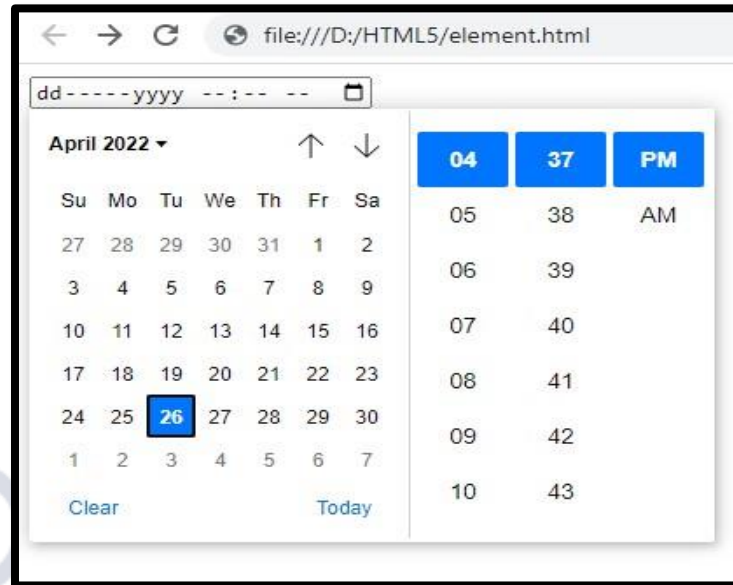 file:///D:/HTML5/element.html
dd-----yyyy --:-- --
April 2022
Su Mo Tu We Th Fr Sa
27 28 29 30 31 1 2
3 4 5 6 7 8 9
10 11 12 13 14 15 16
17 18 19 20 21 22 23
24 25 26 27 28 29 30
1 2 3 4 5 6 7
Clear Today
04 37 PM
05 38 AM
06 39
07 40
08 41
09 42
10 43